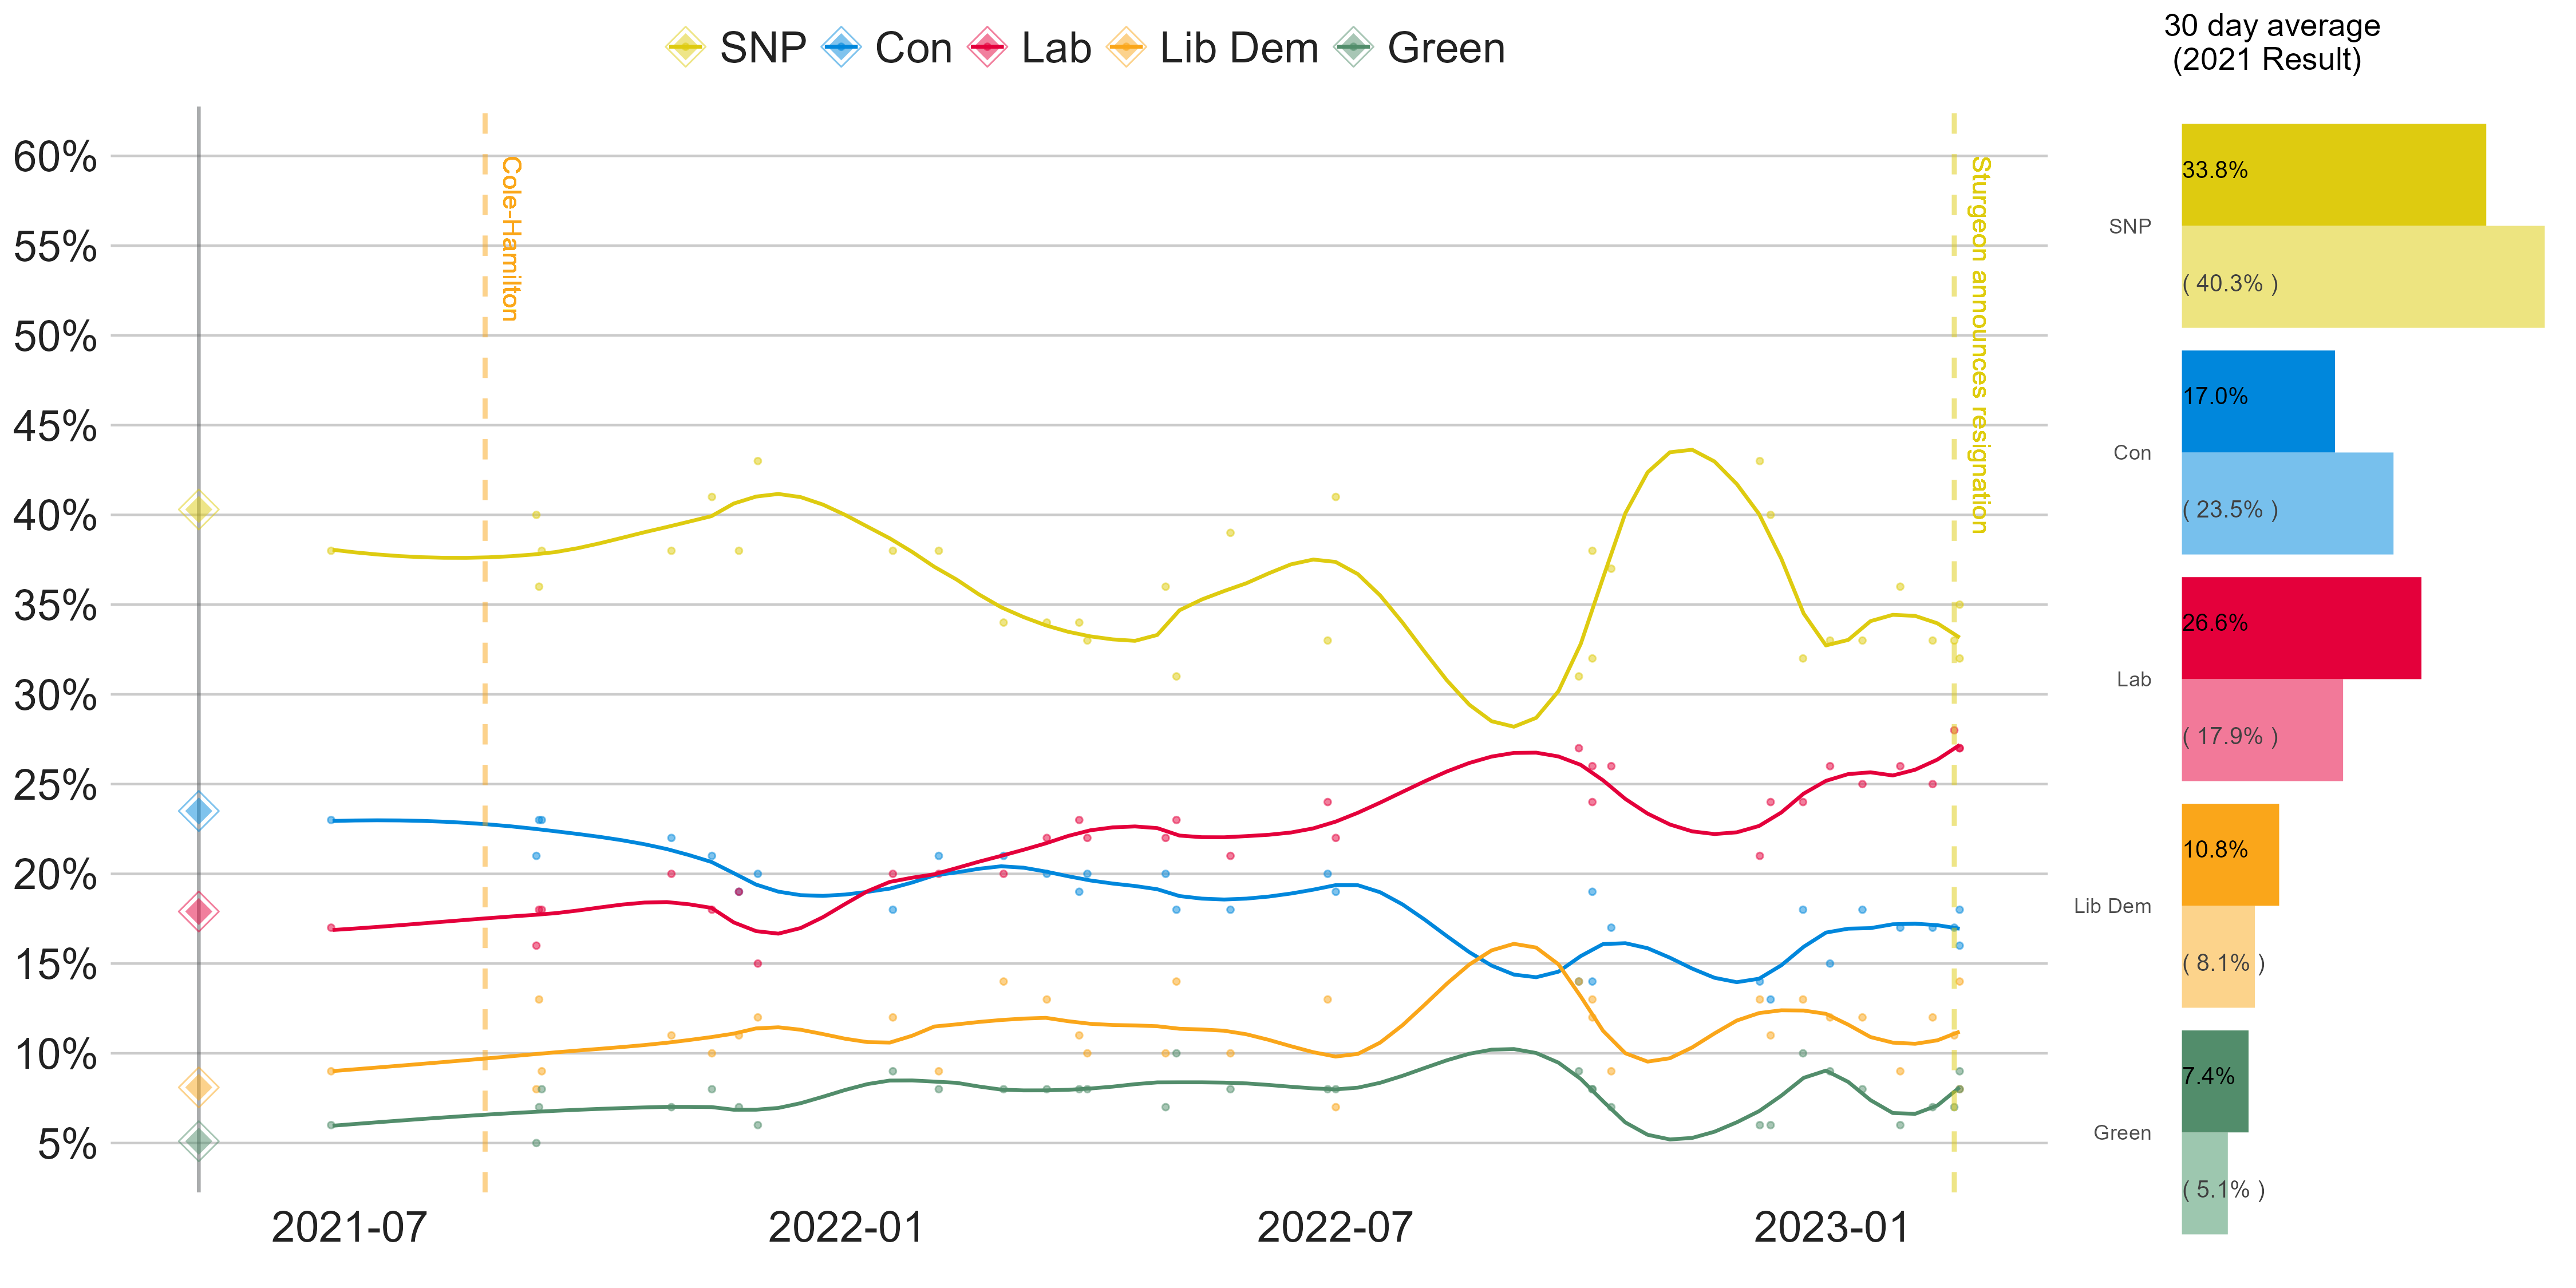 SNP Con Lab Lib Dem Green
30 day average
(2021 Result)
60%
55%
50%
45%
40%
35%
30%
25%
20%
15%
10%
5%
Cole-Hamilton
Sturgeon announces resignation
2021-07 2022-01 2022-07 2023-01
SNP
33.8%
( 40.3% )
Con
17.0%
( 23.5% )
Lab
26.6%
( 17.9% )
Lib Dem
10.8%
( 8.1% )
Green
7.4%
( 5.1% )